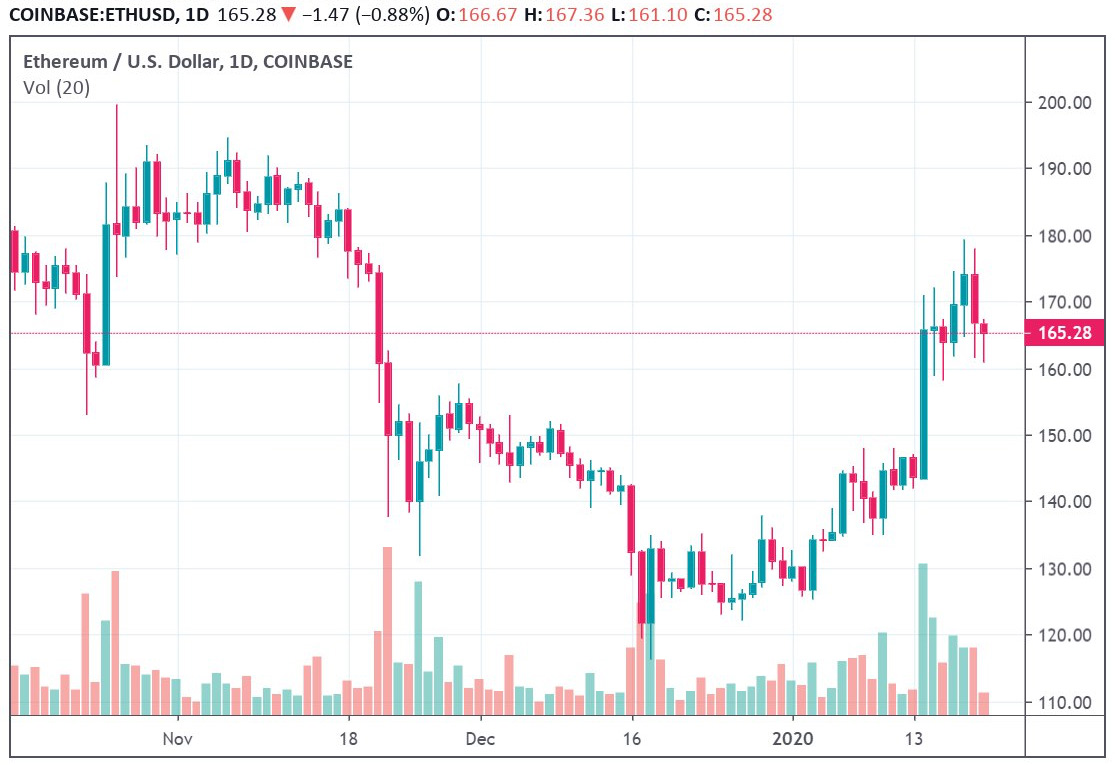 COINBASE:ETHUSD, 1D 165.28 ▼ −1.47 (−0.88%) O:166.67 H:167.36 L:161.10 C:165.28
Ethereum / U.S. Dollar, 1D, COINBASE
Vol (20)
200.00
190.00
180.00
170.00
165.28
160.00
150.00
140.00
130.00
120.00
110.00
Nov 18 Dec 16 2020 13